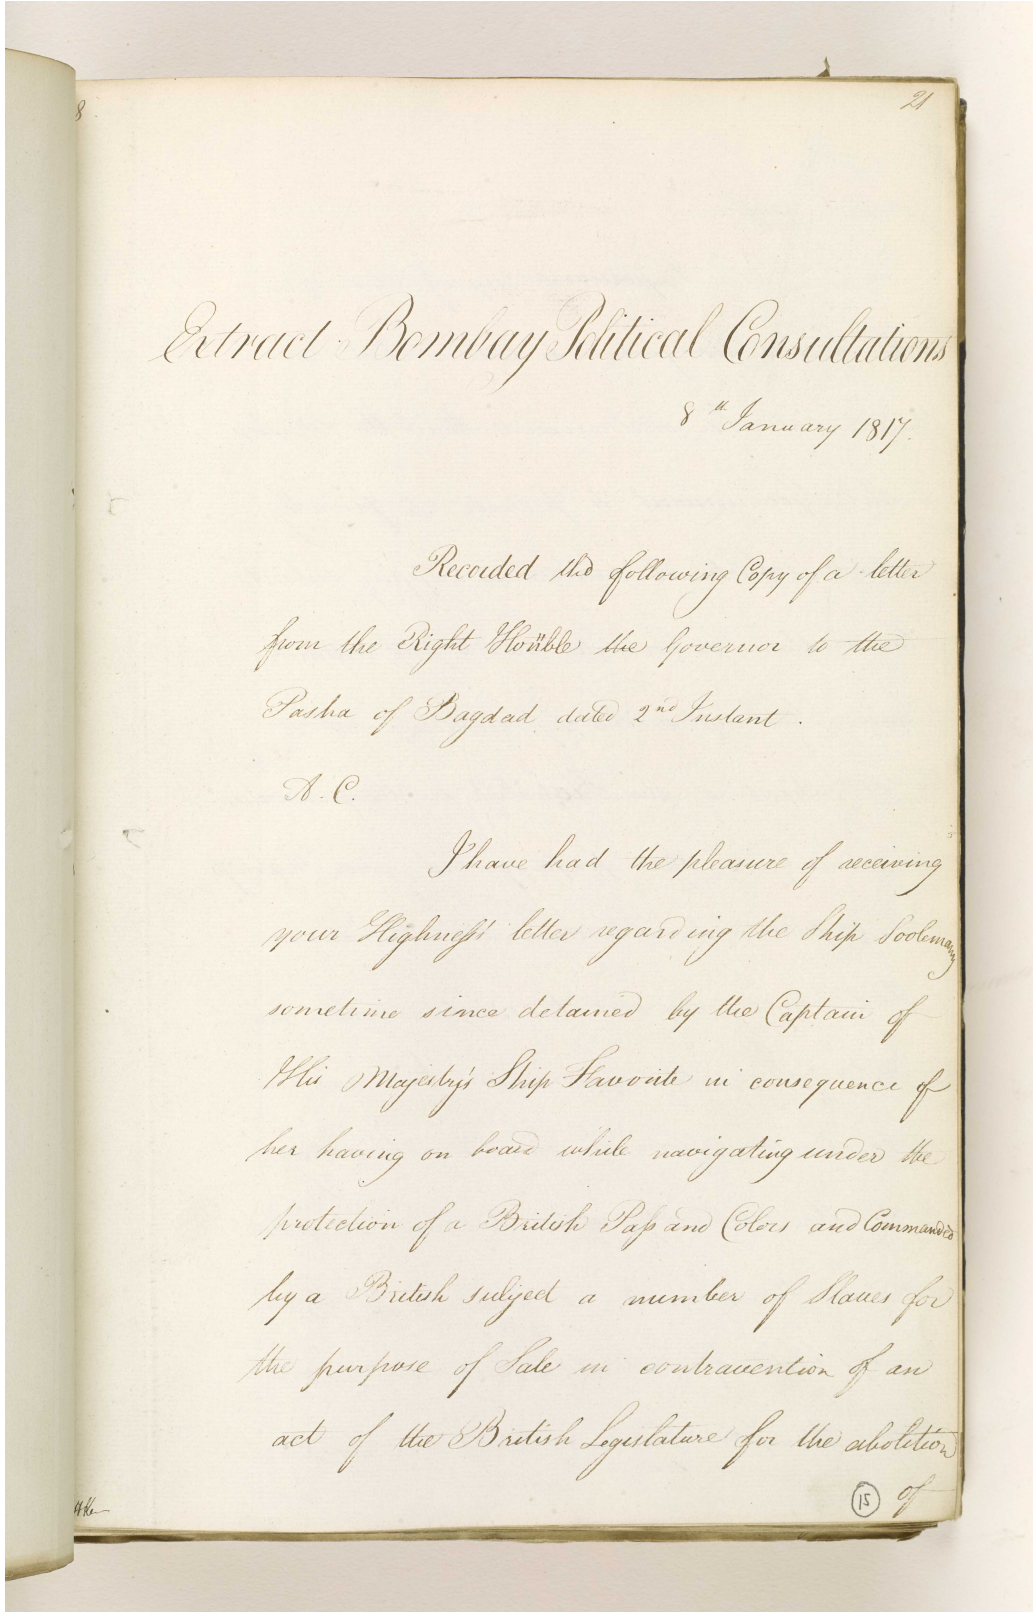 21
8
Extract Bombay Political Consultations
8th January 1817.
Recorded the following Copy of a letter
from the Right Honble the Governor to the
Pasha of Bagdad dated 2nd Instant.
A. C.
I have had the pleasure of receiving
your Highness's letter regarding the Ship Soolemany
sometime since detained by the Captain of
His Majesty's Ship Favorite in consequence of
her having on board while navigating under the
protection of a British Pass and Colors and Commanded
by a British subject a number of Slaves for
the purpose of Sale in contravention of an
act of the British Legislature for the abolition
of
15